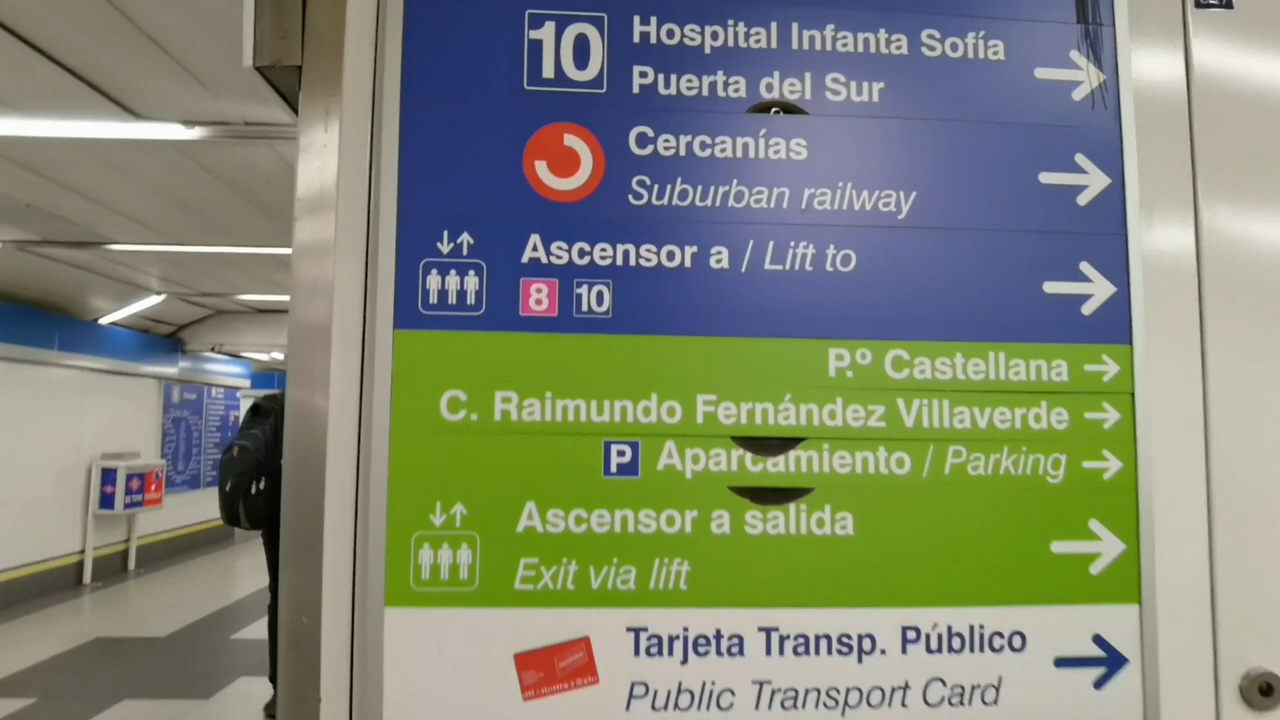 10
Hospital Infanta Sofía
Puerta del Sur
Cercanías
Suburban railway
Ascensor a / Lift to
8 10
P.º Castellana
C. Raimundo Fernández Villaverde
P Aparcamiento / Parking
Ascensor a salida
Exit via lift
Tarjeta Transp. Público
Public Transport Card